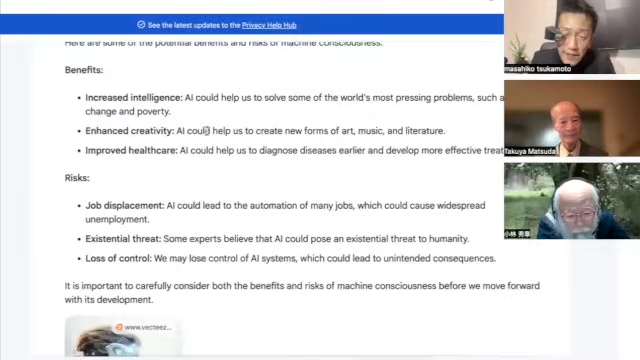 See the latest updates to the Privacy Help Hub
Here are some of the potential benefits and risks of machine consciousness:
Benefits:
• Increased intelligence: AI could help us to solve some of the world's most pressing problems, such a
change and poverty.
• Enhanced creativity: AI could help us to create new forms of art, music, and literature.
• Improved healthcare: AI could help us to diagnose diseases earlier and develop more effective treat
Risks:
• Job displacement: AI could lead to the automation of many jobs, which could cause widespread
unemployment.
• Existential threat: Some experts believe that AI could pose an existential threat to humanity.
• Loss of control: We may lose control of AI systems, which could lead to unintended consequences.
It is important to carefully consider both the benefits and risks of machine consciousness before we move forward
with its development.
www.vecteez...
masahiko tsukamoto
Takuya Matsuda
小林 秀章